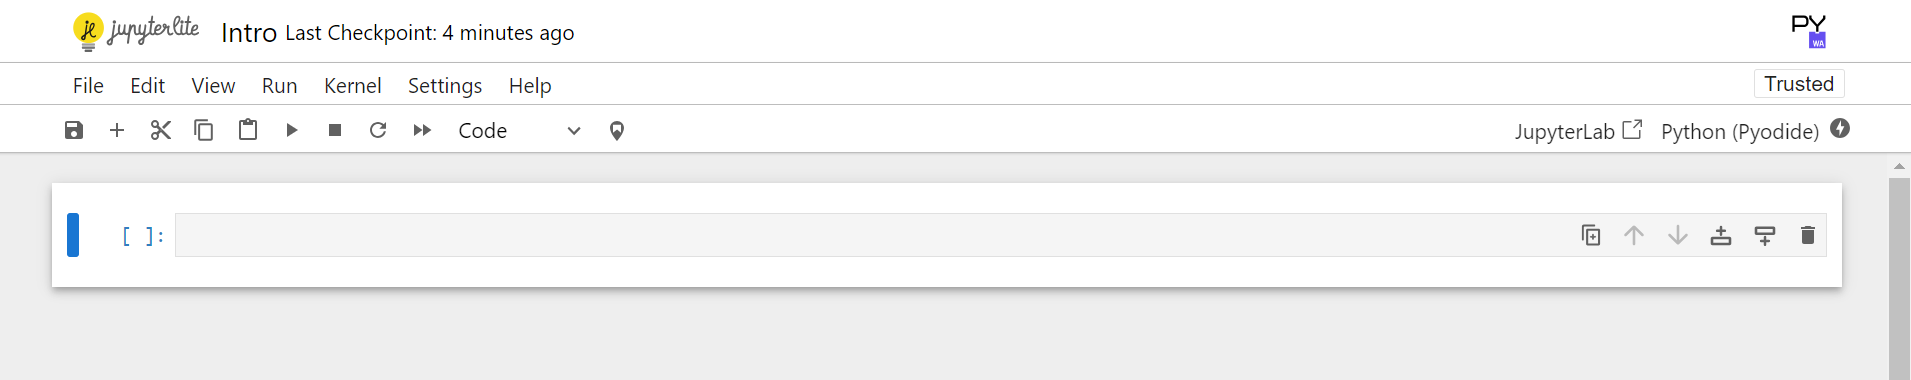 jupyterlite Intro Last Checkpoint: 4 minutes ago PY WA
File Edit View Run Kernel Settings Help Trusted
Code JupyterLab Python (Pyodide)
[ ]: